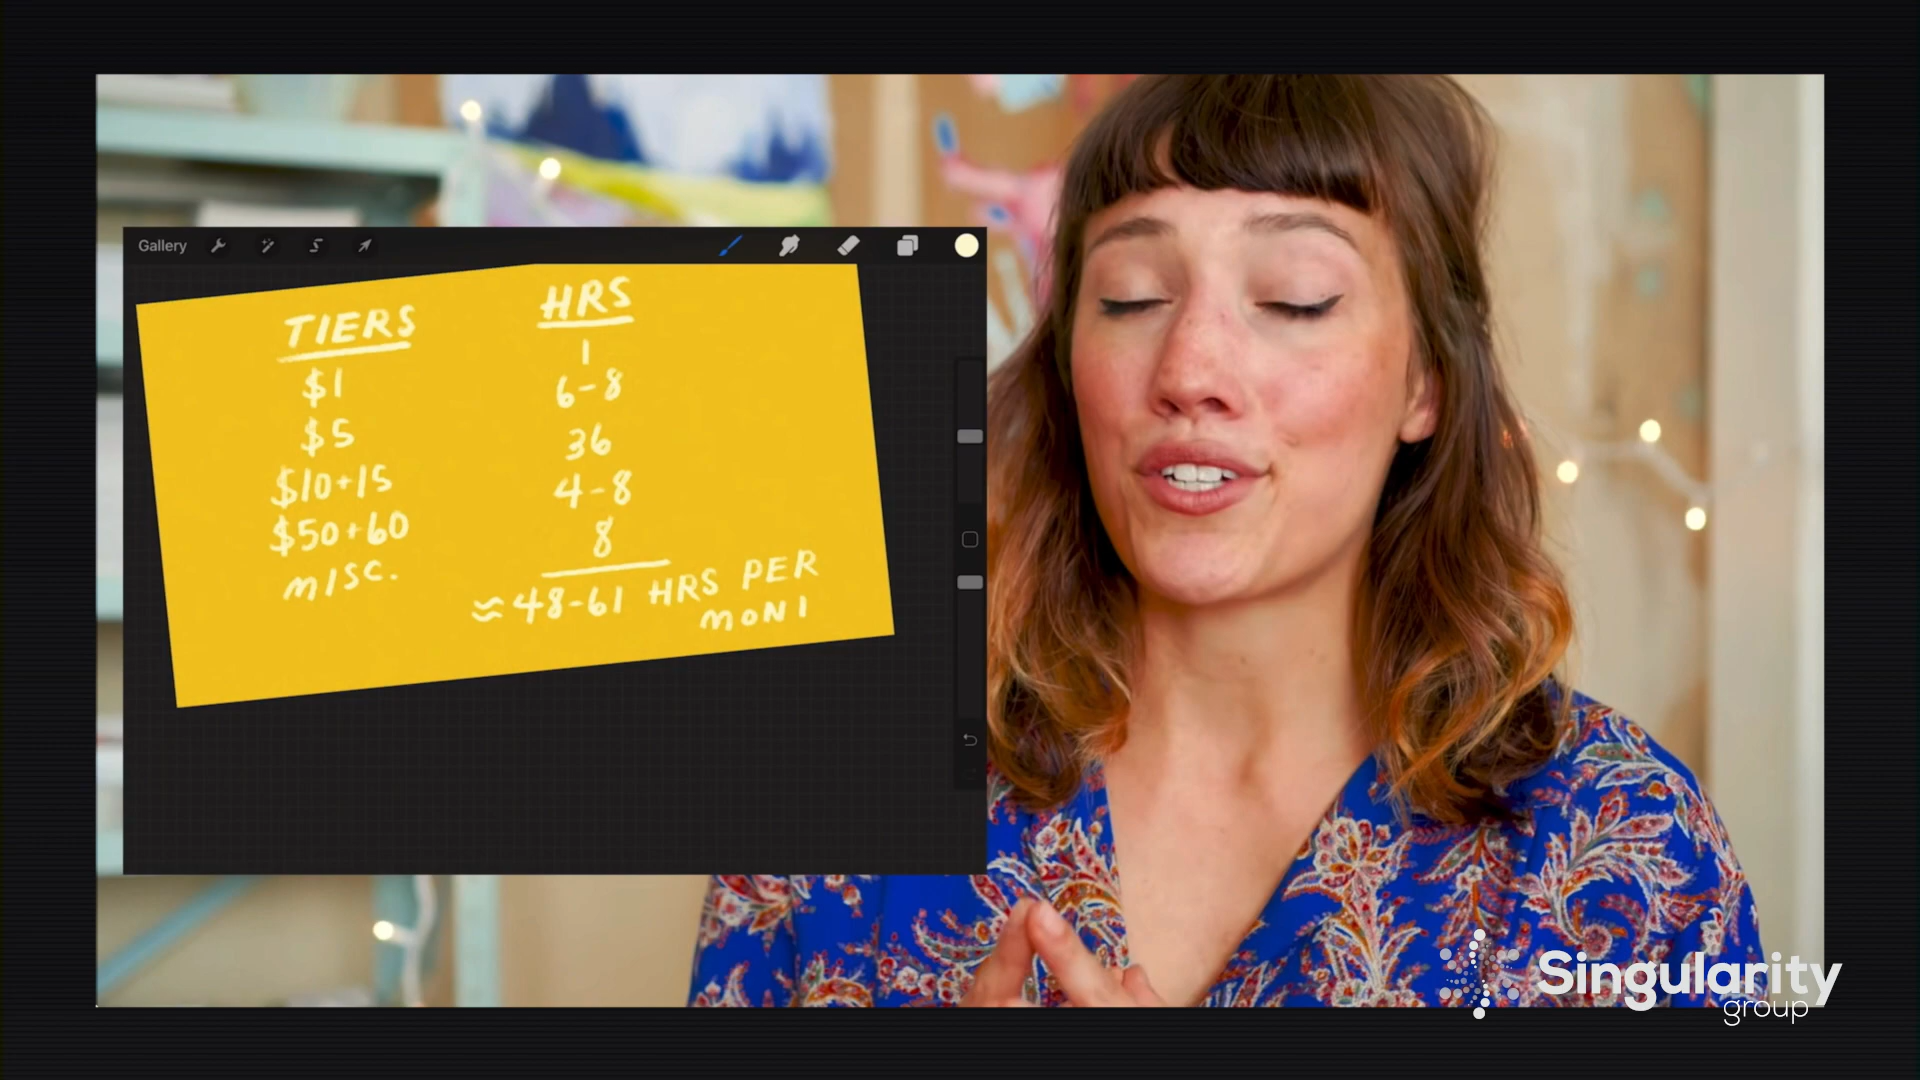 Gallery
TIERS HRS
$1 1
$5 6-8
$10+15 36
$50+60 4-8
MISC. 8
≈48-61 HRS PER
MON
Singularity
group